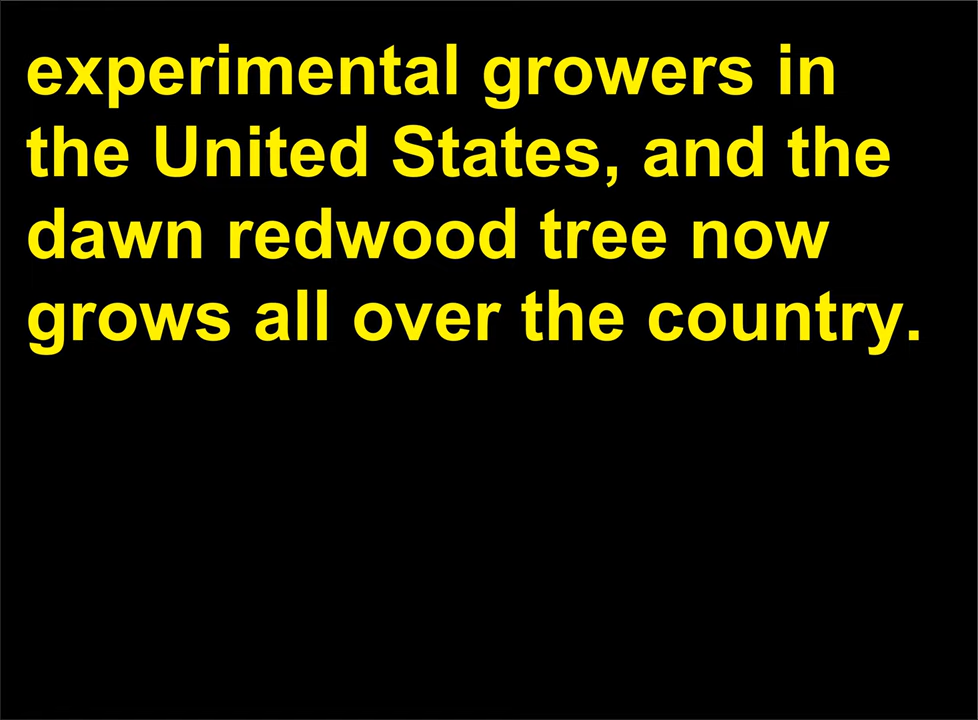 experimental growers in
the United States, and the
dawn redwood tree now
grows all over the country.